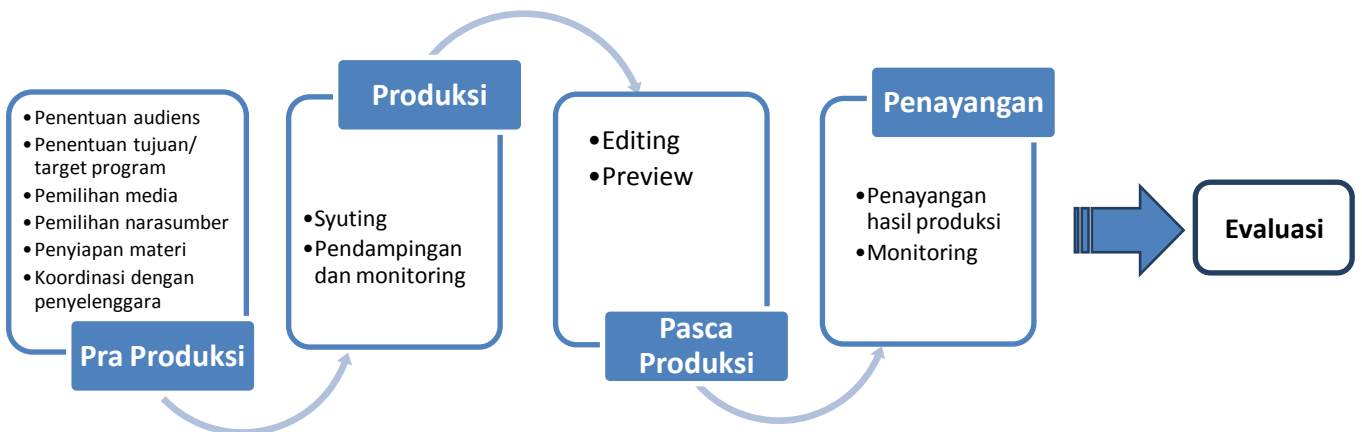 •Penentuan audiens
•Penentuan tujuan/
target program
•Pemilihan media
•Pemilihan narasumber
•Penyiapan materi
•Koordinasi dengan
penyelenggara
Pra Produksi
Produksi
•Syuting
•Pendampingan
dan monitoring
•Editing
•Preview
Pasca
Produksi
Penayangan
•Penayangan
hasil produksi
•Monitoring
Evaluasi